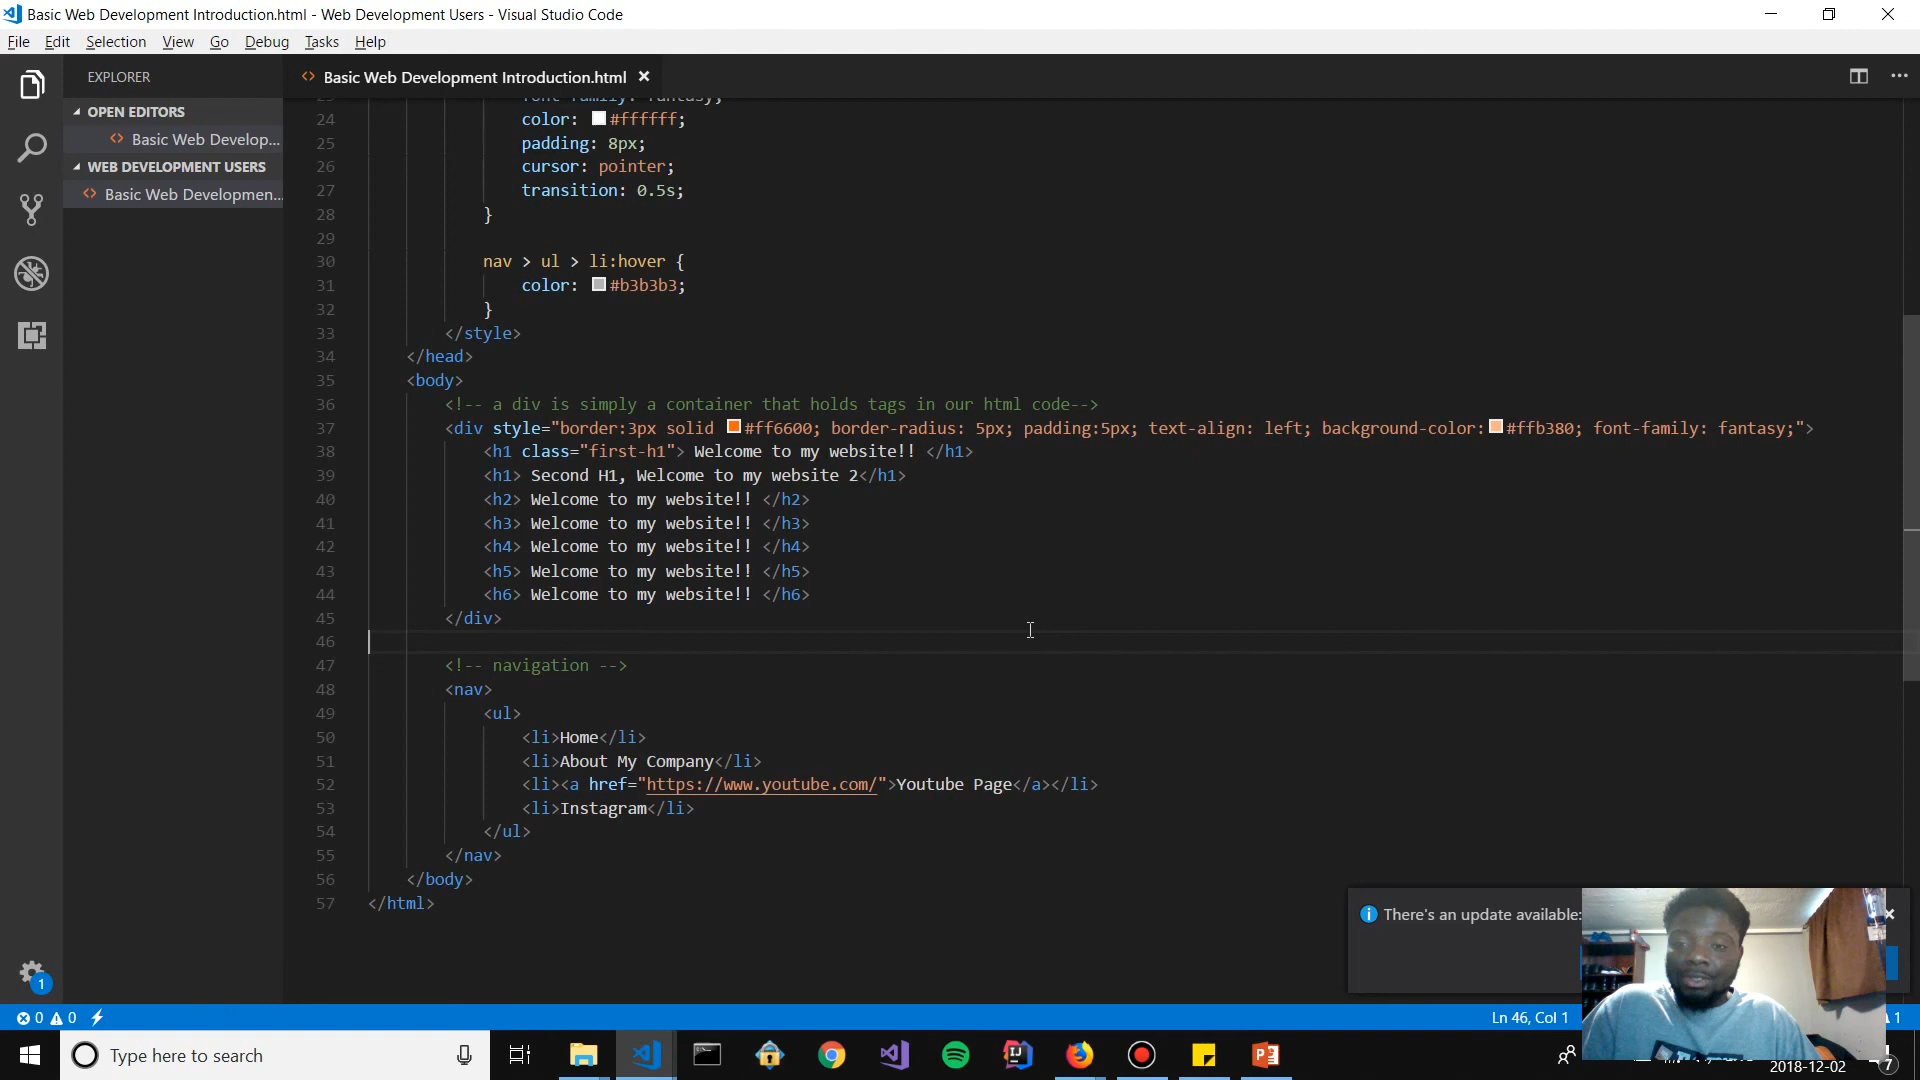 Basic Web Development Introduction.html - Web Development Users - Visual Studio Code
File Edit Selection View Go Debug Tasks Help
EXPLORER
OPEN EDITORS
Basic Web Develop...
WEB DEVELOPMENT USERS
Basic Web Developmen...
1
Basic Web Development Introduction.html
24 color: #ffffff;
25 padding: 8px;
26 cursor: pointer;
27 transition: 0.5s;
28 }
29
30 nav > ul > li:hover {
31 color: #b3b3b3;
32 }
33 </style>
34 </head>
35 <body>
36 <!-- a div is simply a container that holds tags in our html code-->
37 <div style="border:3px solid #ff6600; border-radius: 5px; padding:5px; text-align: left; background-color:#ffb380; font-family: fantasy;">
38 <h1 class="first-h1"> Welcome to my website!! </h1>
39 <h1> Second H1, Welcome to my website 2</h1>
40 <h2> Welcome to my website!! </h2>
41 <h3> Welcome to my website!! </h3>
42 <h4> Welcome to my website!! </h4>
43 <h5> Welcome to my website!! </h5>
44 <h6> Welcome to my website!! </h6>
45 </div>
46
47 <!-- navigation -->
48 <nav>
49 <ul>
50 <li>Home</li>
51 <li>About My Company</li>
52 <li><a href="https://www.youtube.com/">Youtube Page</a></li>
53 <li>Instagram</li>
54 </ul>
55 </nav>
56 </body>
57 </html>
There's an update available:
0 0 Ln 46, Col 1 1
Type here to search
2018-12-02 7